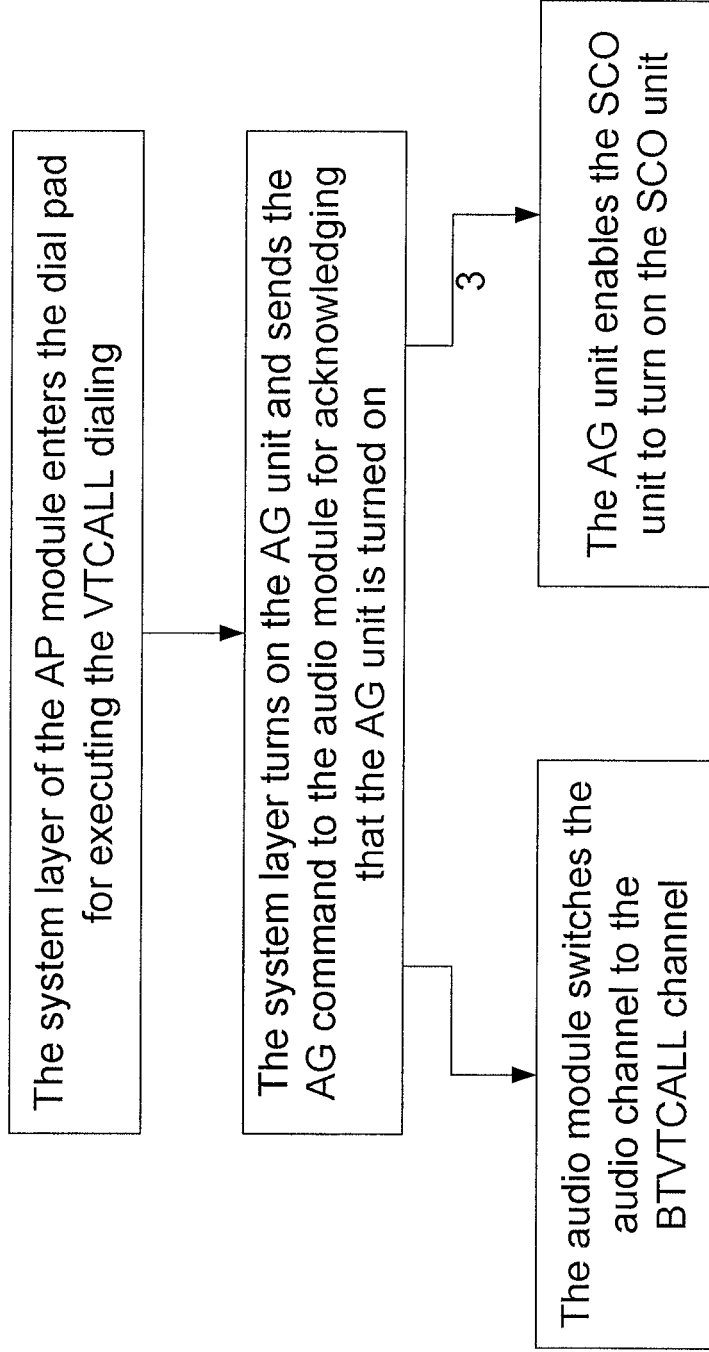 The system layer of the AP module enters the dial pad
for executing the VTCALL dialing
The system layer turns on the AG unit and sends the
AG command to the audio module for acknowledging
that the AG unit is turned on
3
The audio module switches the
audio channel to the
BTVTCALL channel
The AG unit enables the SCO
unit to turn on the SCO unit